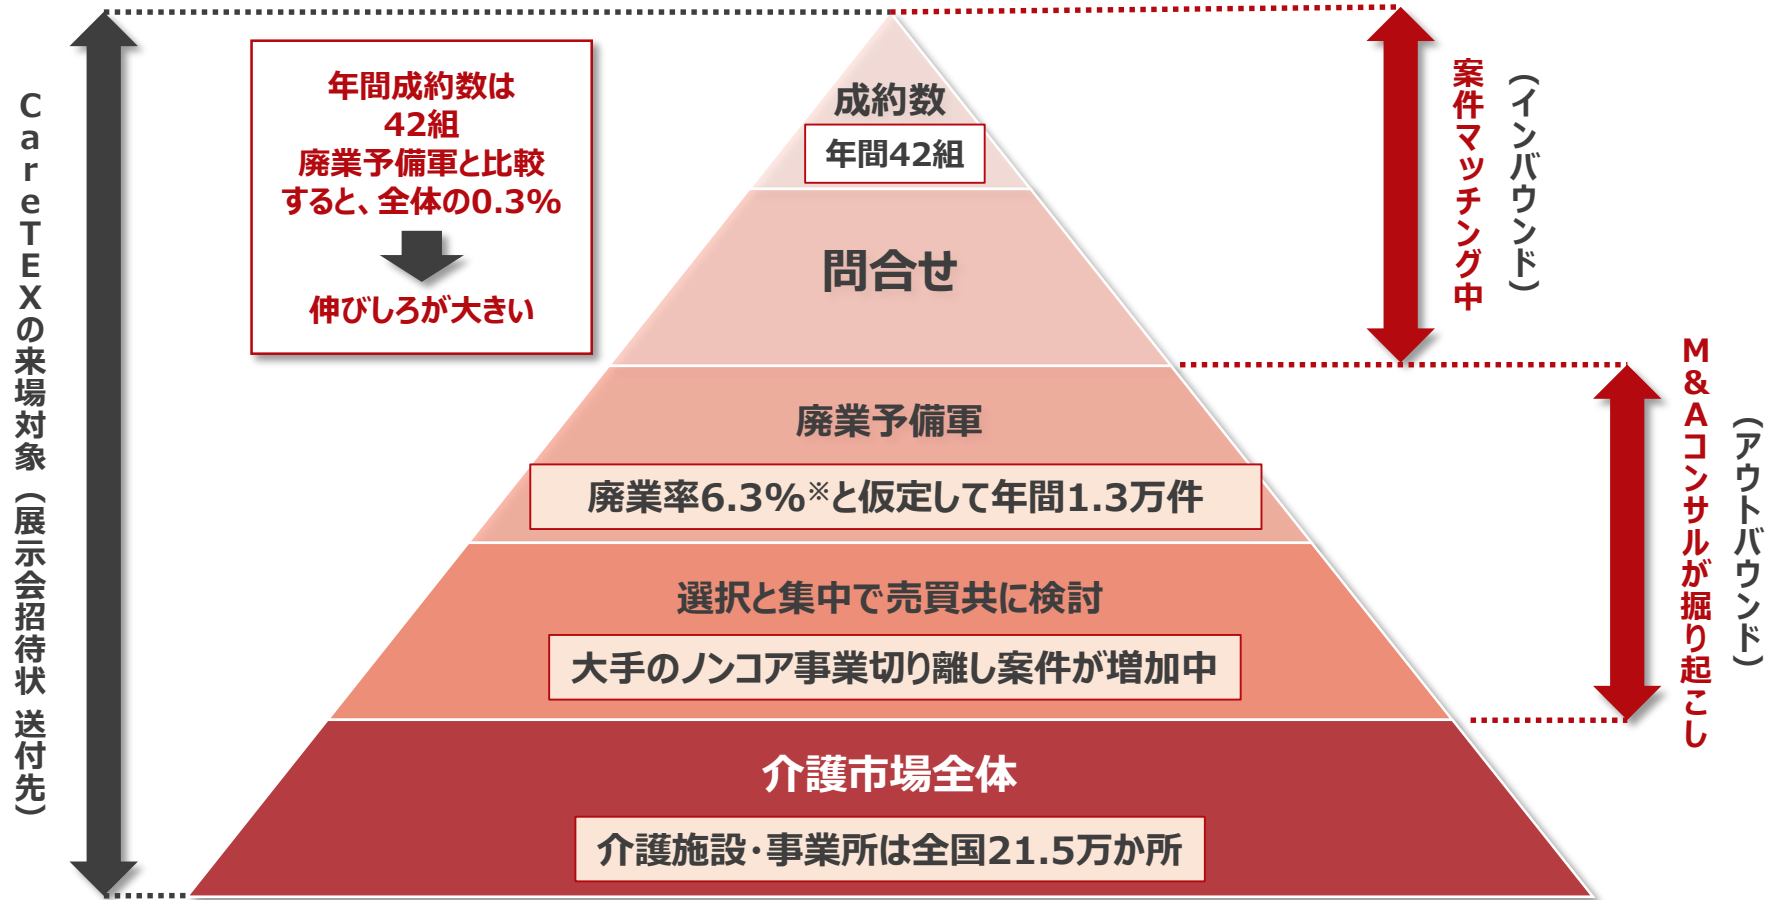 CareTEXの来場対象（展示会招待状 送付先）
年間成約数は
42組
廃業予備軍と比較
すると、全体の0.3%
伸びしろが大きい
成約数
年間42組
問合せ
廃業予備軍
廃業率6.3%※と仮定して年間1.3万件
選択と集中で売買共に検討
大手のノンコア事業切り離し案件が増加中
介護市場全体
介護施設・事業所は全国21.5万か所
案件マッチング中
（インバウンド）
M&Aコンサルが掘り起こし
（アウトバウンド）